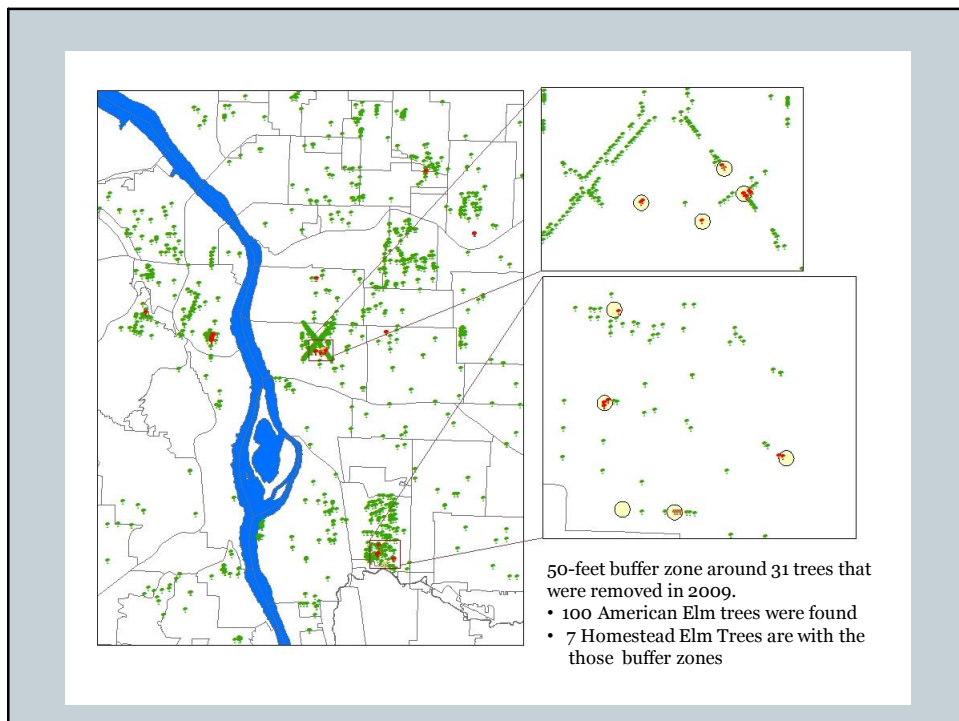 50-feet buffer zone around 31 trees that
were removed in 2009.
• 100 American Elm trees were found
• 7 Homestead Elm Trees are with the
those buffer zones